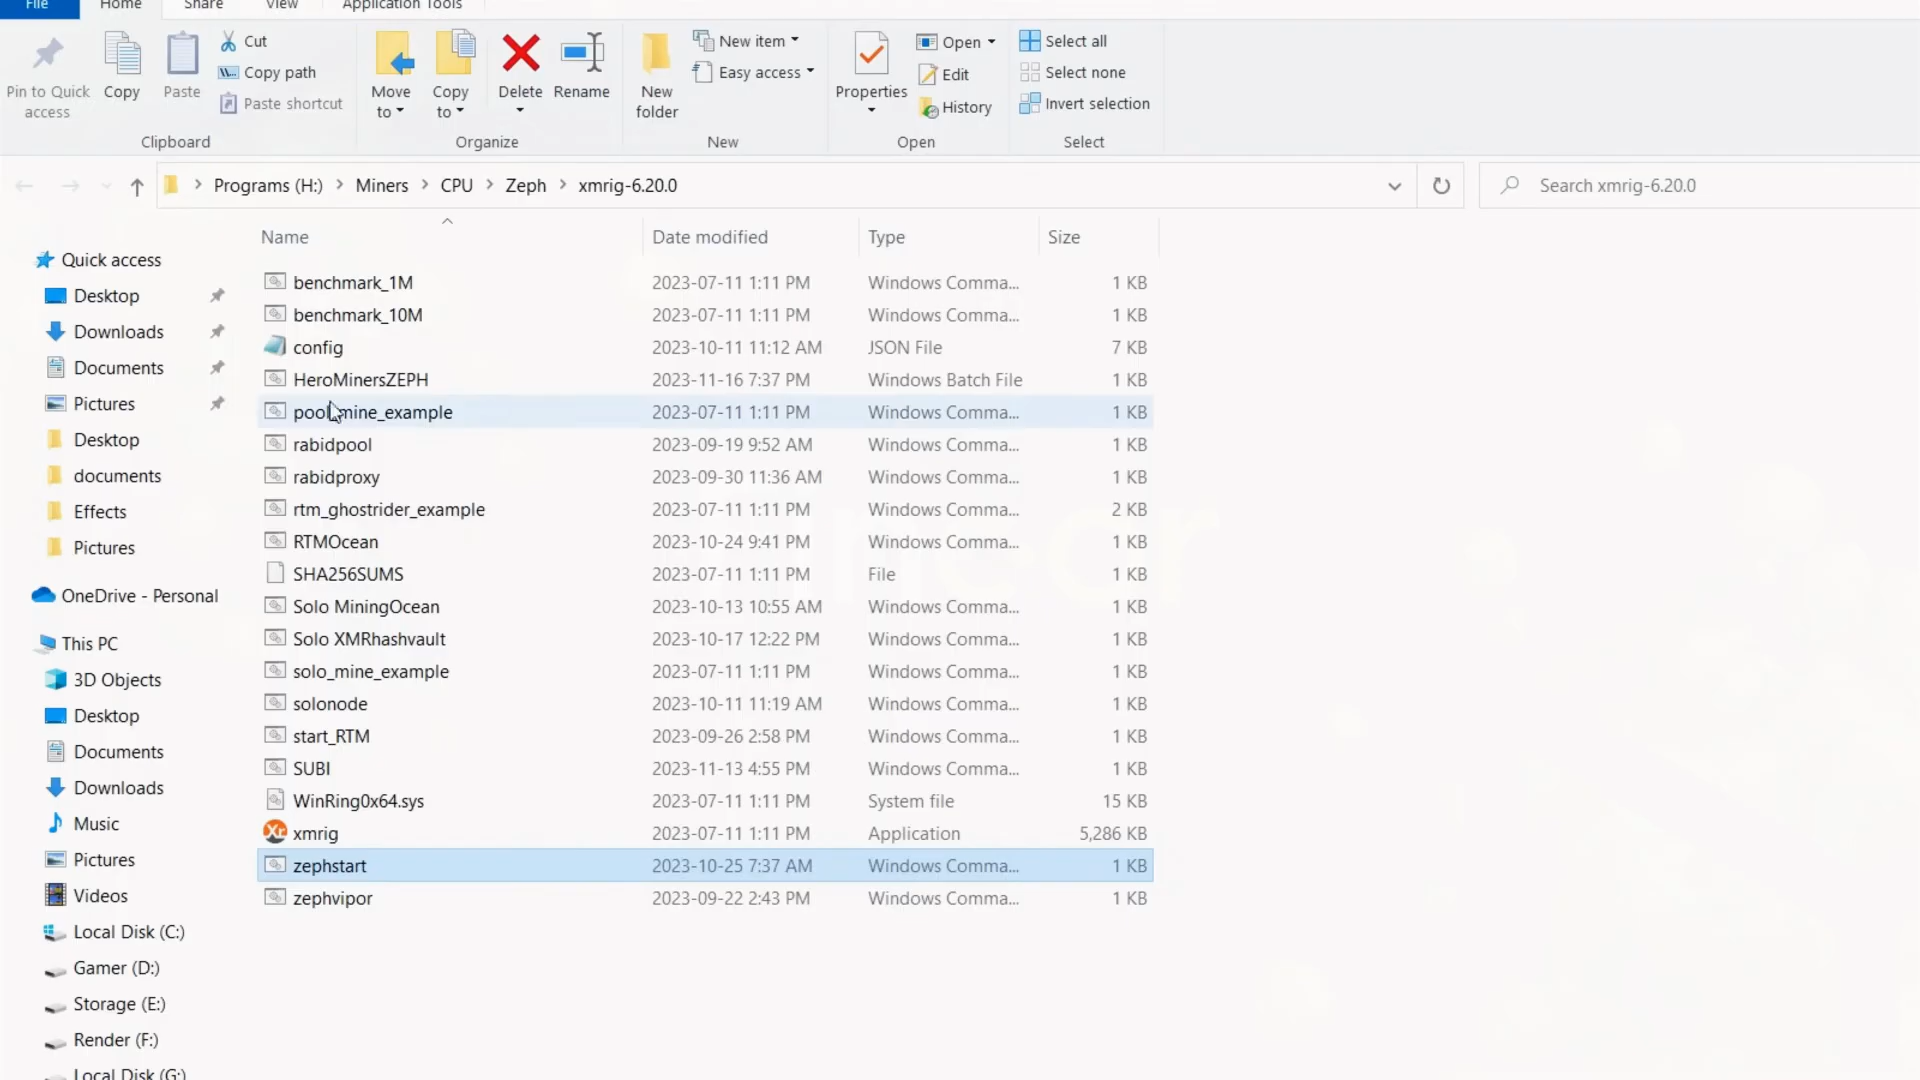 File Home Share View Application Tools
Pin to Quick access
Copy
Paste
Cut
Copy path
Paste shortcut
Clipboard
Move to
Copy to
Delete
Rename
Organize
New folder
New item
Easy access
New
Properties
Open
Edit
History
Open
Select all
Select none
Invert selection
Select
Programs (H:) Miners CPU Zeph xmrig-6.20.0
Search xmrig-6.20.0
Quick access
Desktop
Downloads
Documents
Pictures
Desktop
documents
Effects
Pictures
OneDrive - Personal
This PC
3D Objects
Desktop
Documents
Downloads
Music
Pictures
Videos
Local Disk (C:)
Gamer (D:)
Storage (E:)
Render (F:)
Local Disk (G:)
Name Date modified Type Size
benchmark_1M 2023-07-11 1:11 PM Windows Comma... 1 KB
benchmark_10M 2023-07-11 1:11 PM Windows Comma... 1 KB
config 2023-10-11 11:12 AM JSON File 7 KB
HeroMinersZEPH 2023-11-16 7:37 PM Windows Batch File 1 KB
pool_mine_example 2023-07-11 1:11 PM Windows Comma... 1 KB
rabidpool 2023-09-19 9:52 AM Windows Comma... 1 KB
rabidproxy 2023-09-30 11:36 AM Windows Comma... 1 KB
rtm_ghostrider_example 2023-07-11 1:11 PM Windows Comma... 2 KB
RTMOcean 2023-10-24 9:41 PM Windows Comma... 1 KB
SHA256SUMS 2023-07-11 1:11 PM File 1 KB
Solo MiningOcean 2023-10-13 10:55 AM Windows Comma... 1 KB
Solo XMRhashvault 2023-10-17 12:22 PM Windows Comma... 1 KB
solo_mine_example 2023-07-11 1:11 PM Windows Comma... 1 KB
solonode 2023-10-11 11:19 AM Windows Comma... 1 KB
start_RTM 2023-09-26 2:58 PM Windows Comma... 1 KB
SUBI 2023-11-13 4:55 PM Windows Comma... 1 KB
WinRing0x64.sys 2023-07-11 1:11 PM System file 15 KB
xmrig 2023-07-11 1:11 PM Application 5,286 KB
zephstart 2023-10-25 7:37 AM Windows Comma... 1 KB
zephvipor 2023-09-22 2:43 PM Windows Comma... 1 KB